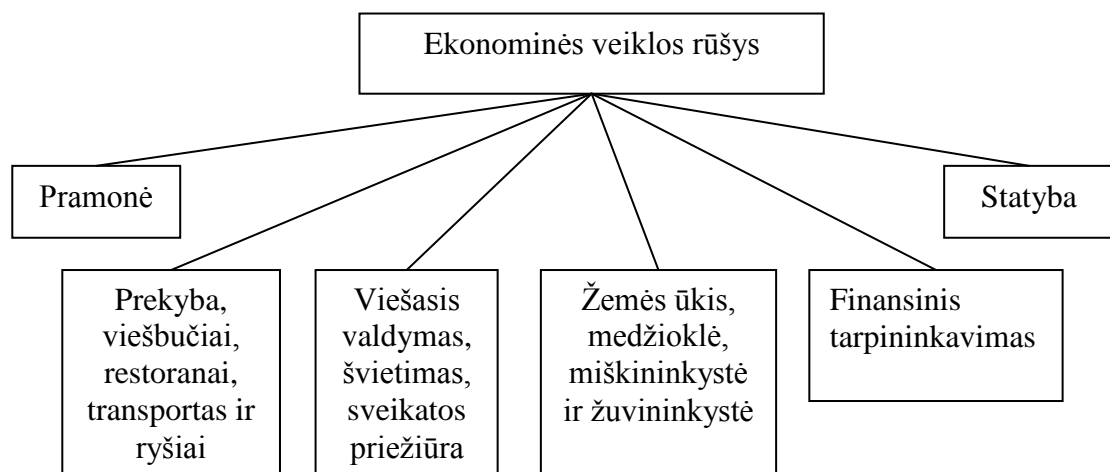 Ekonominės veiklos rūšys
Pramonė
Statyba
Prekyba,
viešbučiai,
restoranai,
transportas ir
ryšiai
Viešasis
valdymas,
švietimas,
sveikatos
priežiūra
Žemės ūkis,
medžioklė,
miškininkystė
ir žuvininkystė
Finansinis
tarpininkavimas